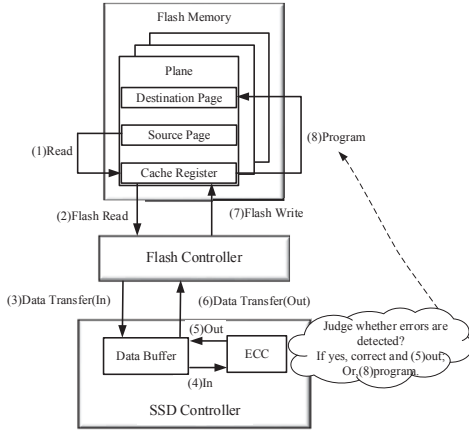 Flash Memory
Plane
Destination Page
Source Page
(1)Read
(8)Program
Cache Register
(2)Flash Read
(7)Flash Write
Flash Controller
(3)Data Transfer(In)
(6)Data Transfer(Out)
(5)Out
Data Buffer
ECC
(4)In
SSD Controller
Judge whether errors are
detected?
If yes, correct and (5)out;
Or (8)program.